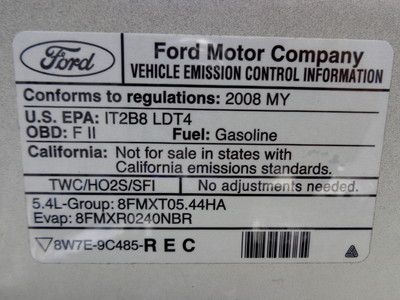 Ford
Ford Motor Company
VEHICLE EMISSION CONTROL INFORMATION
Conforms to regulations: 2008 MY
U.S. EPA: IT2B8 LDT4
OBD: F II Fuel: Gasoline
California: Not for sale in states with
California emissions standards.
TWC/HO2S/SFI No adjustments needed.
5.4L-Group: 8FMXT05.44HA
Evap: 8FMXR0240NBR
8W7E-9C485-R E C